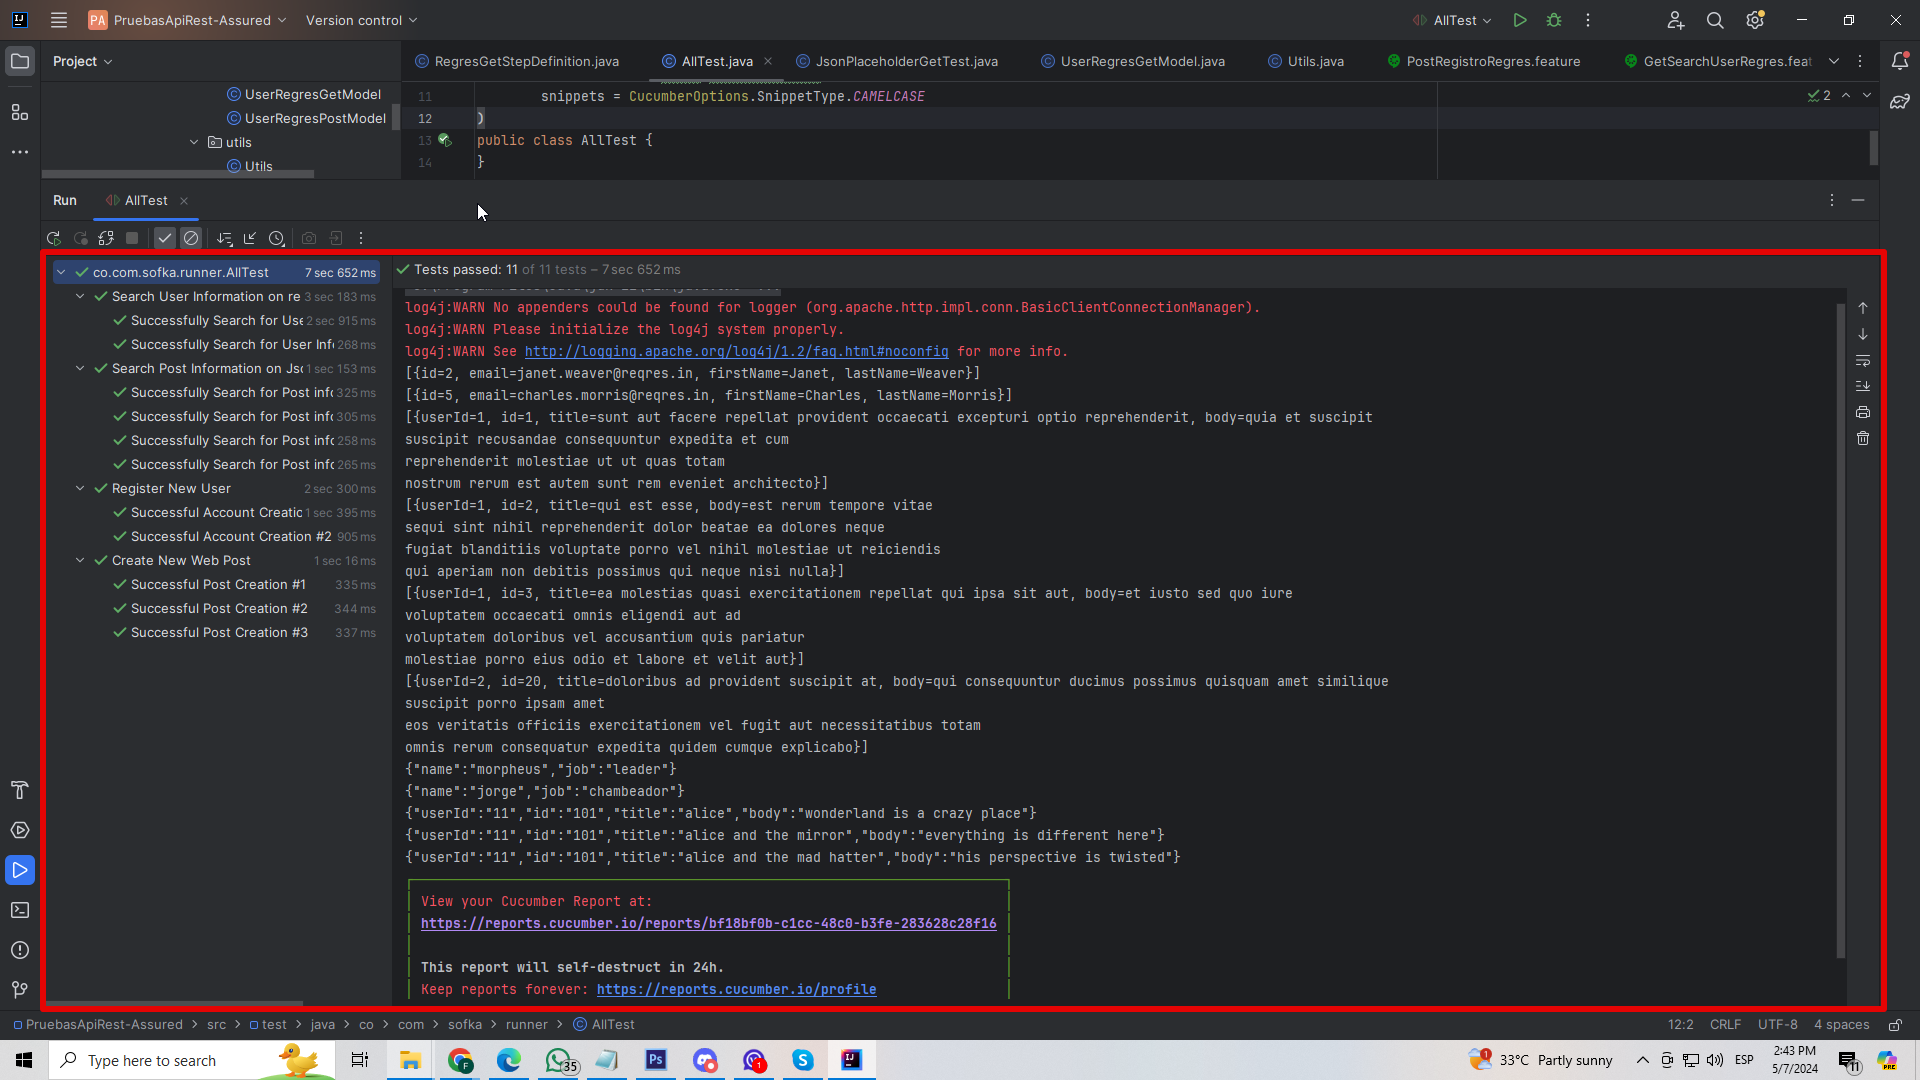 PA PruebasApiRest-Assured Version control AllTest
Project
RegresGetStepDefinition.java AllTest.java JsonPlaceholderGetTest.java UserRegresGetModel.java Utils.java PostRegistroRegres.feature GetSearchUserRegres.feat
UserRegresGetModel
UserRegresPostModel
utils
Utils
11 snippets = CucumberOptions.SnippetType.CAMELCASE
12 )
13 public class AllTest {
14 }
2
Run AllTest
co.com.sofka.runner.AllTest 7 sec 652 ms
Search User Information on re 3 sec 183 ms
Successfully Search for Use 2 sec 915 ms
Successfully Search for User Inf 268 ms
Search Post Information on Jsc 1 sec 153 ms
Successfully Search for Post info 325 ms
Successfully Search for Post info 305 ms
Successfully Search for Post info 258 ms
Successfully Search for Post info 265 ms
Register New User 2 sec 300 ms
Successful Account Creatic 1 sec 395 ms
Successful Account Creation #2 905 ms
Create New Web Post 1 sec 16 ms
Successful Post Creation #1 335 ms
Successful Post Creation #2 344 ms
Successful Post Creation #3 337 ms
Tests passed: 11 of 11 tests – 7 sec 652 ms
log4j:WARN No appenders could be found for logger (org.apache.http.impl.conn.BasicClientConnectionManager).
log4j:WARN Please initialize the log4j system properly.
log4j:WARN See http://logging.apache.org/log4j/1.2/faq.html#noconfig for more info.
[{id=2, email=janet.weaver@reqres.in, firstName=Janet, lastName=Weaver}]
[{id=5, email=charles.morris@reqres.in, firstName=Charles, lastName=Morris}]
[{userId=1, id=1, title=sunt aut facere repellat provident occaecati excepturi optio reprehenderit, body=quia et suscipit
suscipit recusandae consequuntur expedita et cum
reprehenderit molestiae ut ut quas totam
nostrum rerum est autem sunt rem eveniet architecto}]
[{userId=1, id=2, title=qui est esse, body=est rerum tempore vitae
sequi sint nihil reprehenderit dolor beatae ea dolores neque
fugiat blanditiis voluptate porro vel nihil molestiae ut reiciendis
qui aperiam non debitis possimus qui neque nisi nulla}]
[{userId=1, id=3, title=ea molestias quasi exercitationem repellat qui ipsa sit aut, body=et iusto sed quo iure
voluptatem occaecati omnis eligendi aut ad
voluptatem doloribus vel accusantium quis pariatur
molestiae porro eius odio et labore et velit aut}]
[{userId=2, id=20, title=doloribus ad provident suscipit at, body=qui consequuntur ducimus possimus quisquam amet similique
suscipit porro ipsam amet
eos veritatis officiis exercitationem vel fugit aut necessitatibus totam
omnis rerum consequatur expedita quidem cumque explicabo}]
{"name":"morpheus","job":"leader"}
{"name":"jorge","job":"chambeador"}
{"userId":"11","id":"101","title":"alice","body":"wonderland is a crazy place"}
{"userId":"11","id":"101","title":"alice and the mirror","body":"everything is different here"}
{"userId":"11","id":"101","title":"alice and the mad hatter","body":"his perspective is twisted"}
View your Cucumber Report at:
https://reports.cucumber.io/reports/bf18bf0b-c1cc-48c0-b3fe-283628c28f16
This report will self-destruct in 24h.
Keep reports forever: https://reports.cucumber.io/profile
PruebasApiRest-Assured > src > test > java > co > com > sofka > runner > AllTest
12:2 CRLF UTF-8 4 spaces
Type here to search
35
1
1 33°C Partly sunny
ESP
2:43 PM
5/7/2024
11
PRE